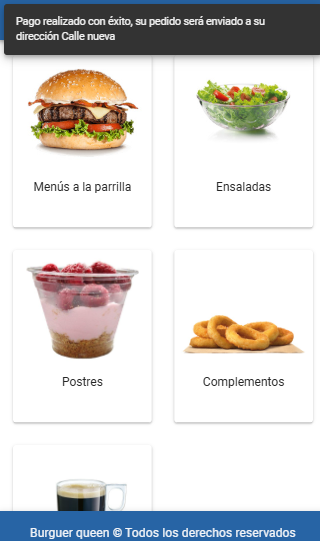 Pago realizado con éxito, su pedido será enviado a su
dirección Calle nueva
Menús a la parrilla
Ensaladas
Postres
Complementos
Burguer queen © Todos los derechos reservados